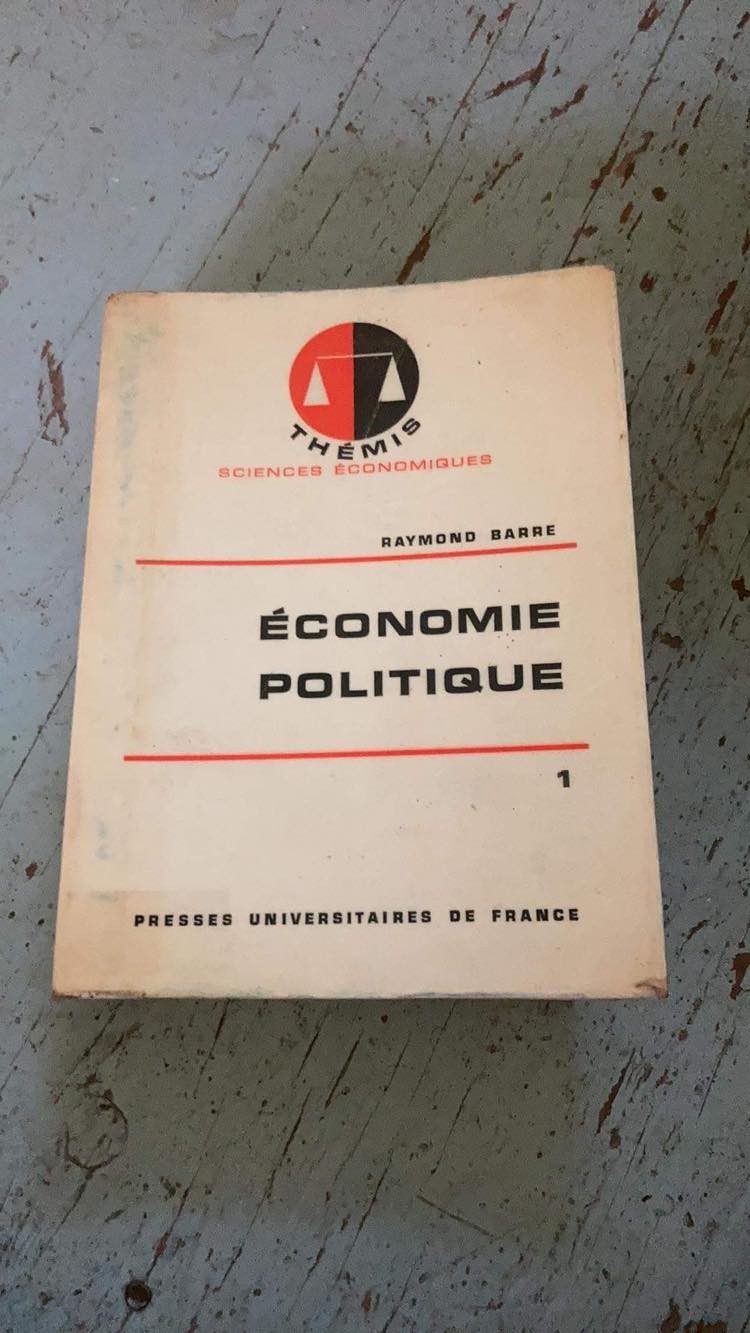 THÉMIS
SCIENCES ÉCONOMIQUES
RAYMOND BARRE
ÉCONOMIE
POLITIQUE
1
PRESSES UNIVERSITAIRES DE FRANCE